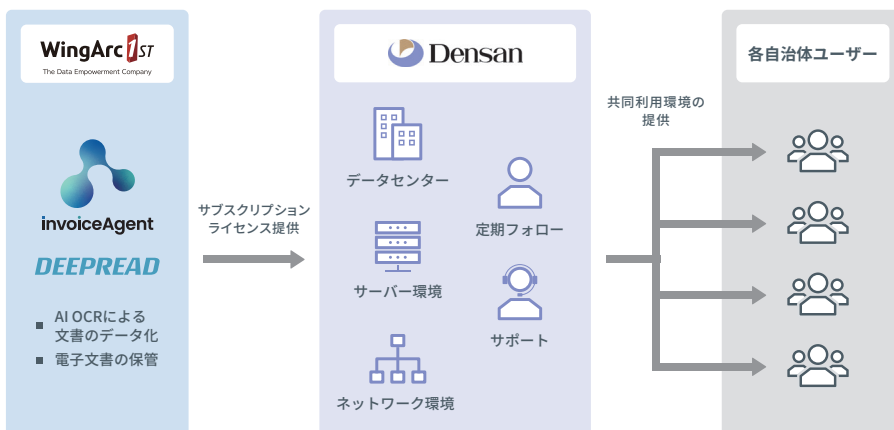 WingArc1ST
The Data Empowerment Company
invoiceAgent
DEEPREAD
AI OCRによる
文書のデータ化
電子文書の保管
サブスクリプション
ライセンス提供
Densan
データセンター
サーバー環境
ネットワーク環境
定期フォロー
サポート
共同利用環境の
提供
各自治体ユーザー